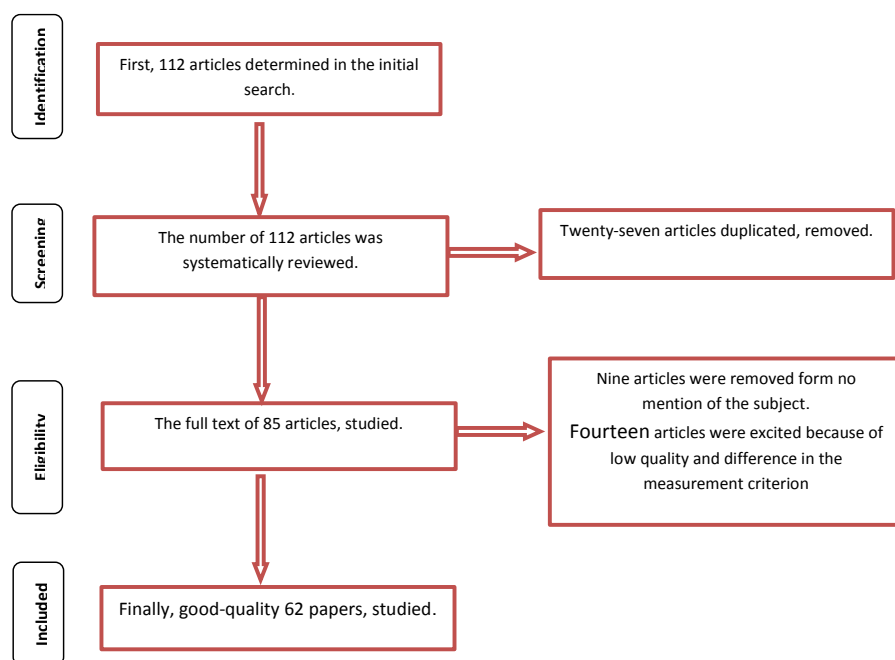 Identification
First, 112 articles determined in the initial
search.
Screening
The number of 112 articles was
systematically reviewed.
Twenty-seven articles duplicated, removed.
Eligibility
The full text of 85 articles, studied.
Nine articles were removed form no
mention of the subject.
Fourteen articles were excited because of
low quality and difference in the
measurement criterion
Included
Finally, good-quality 62 papers, studied.